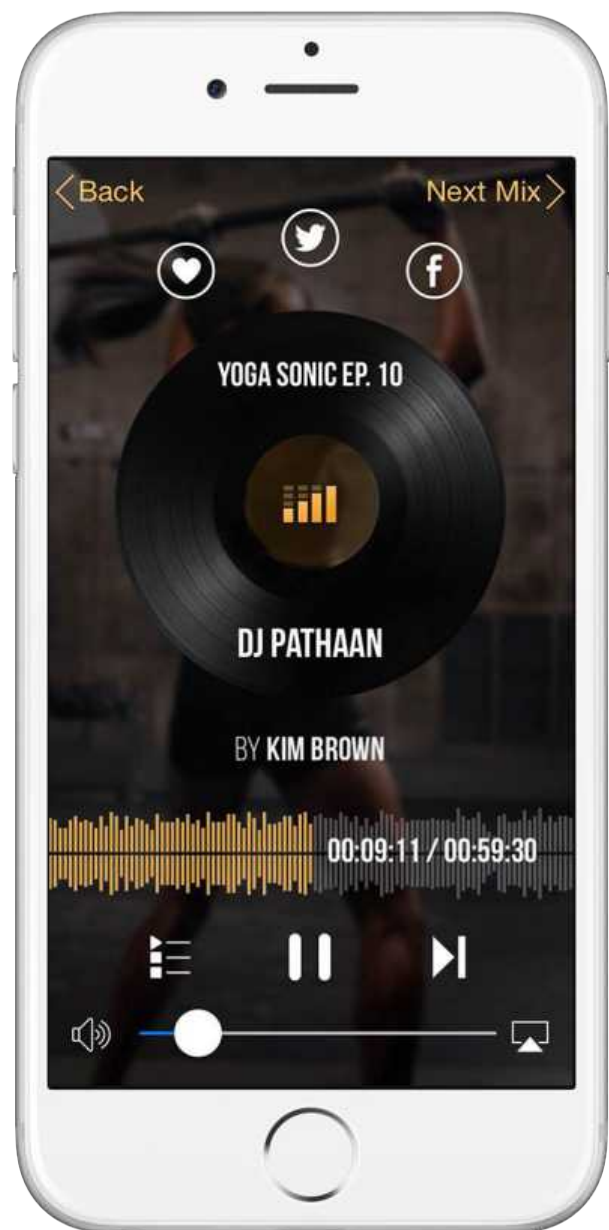 Back
Next Mix
f
YOGA SONIC EP. 10
DJ PATHAAN
BY KIM BROWN
00:09:11 / 00:59:30